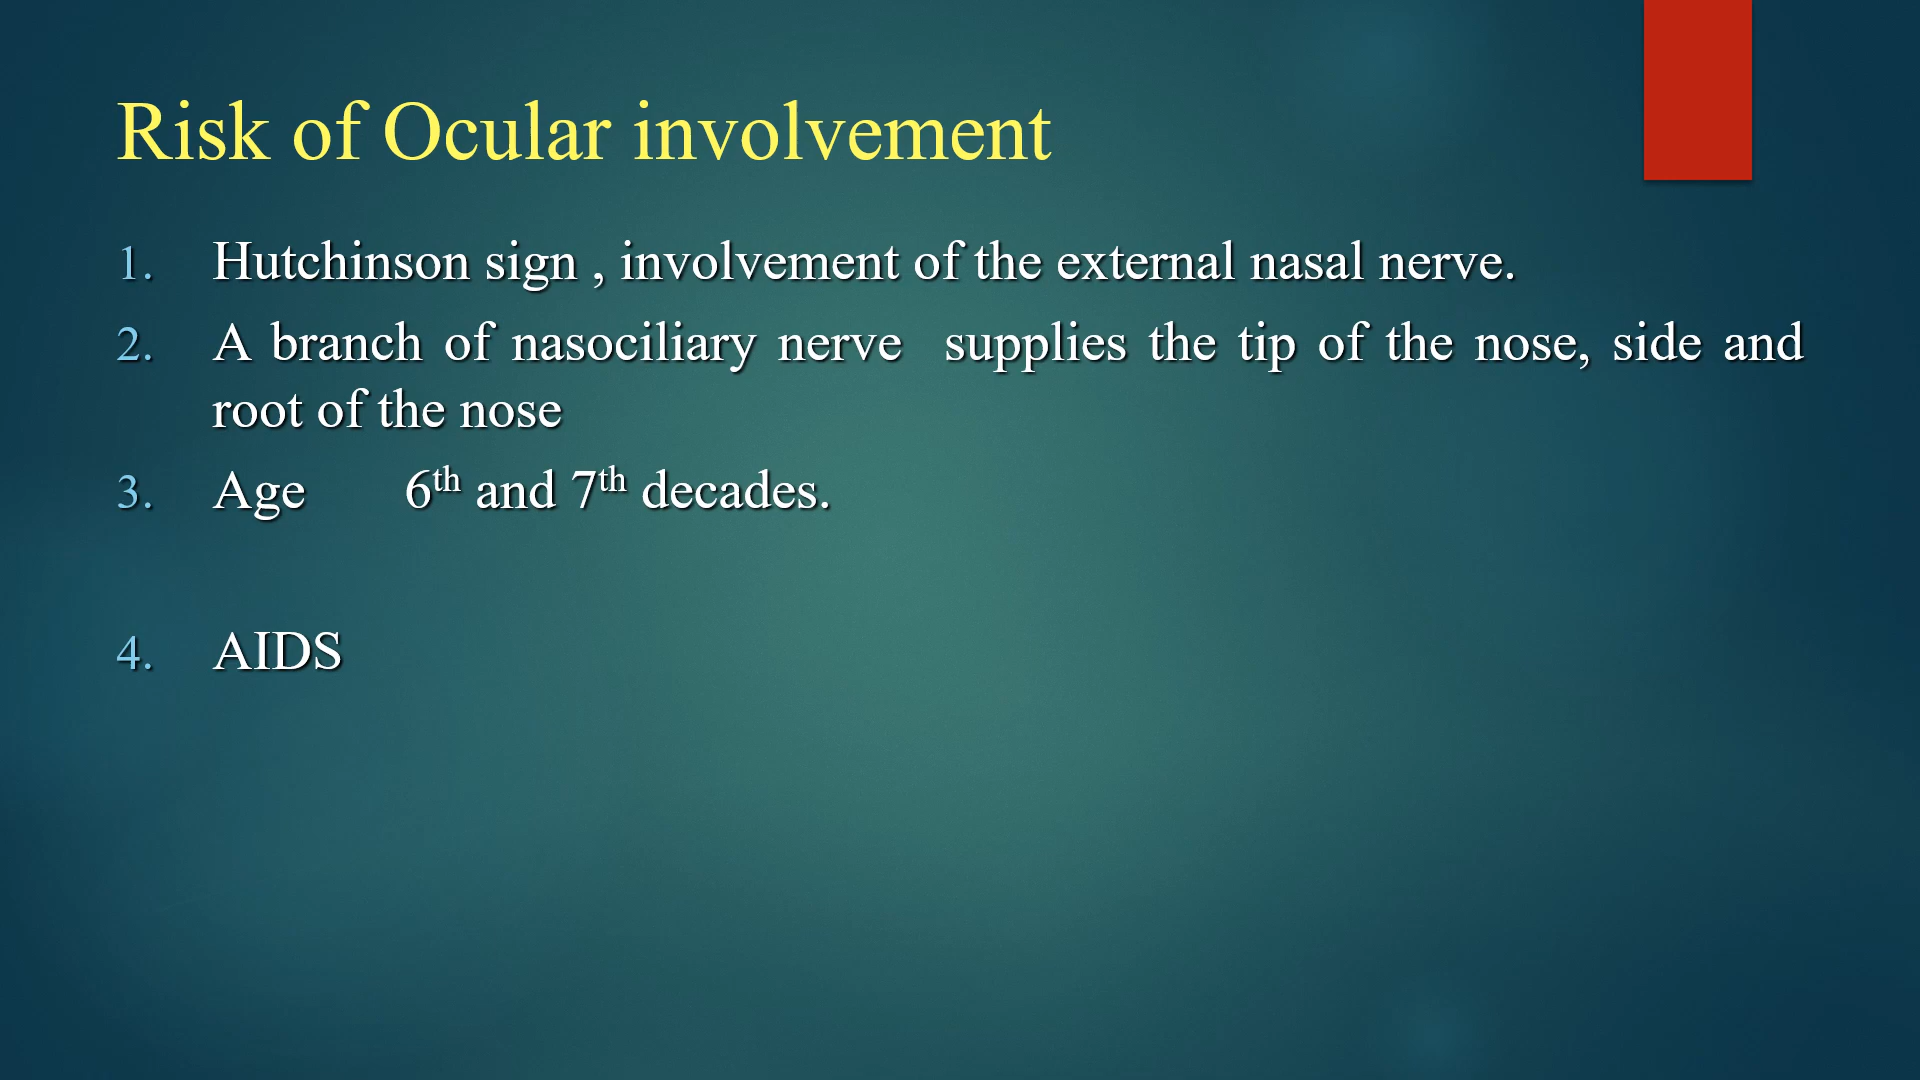 Risk of Ocular involvement
1. Hutchinson sign , involvement of the external nasal nerve.
2. A branch of nasociliary nerve supplies the tip of the nose, side and
root of the nose
3. Age 6th and 7th decades.
4. AIDS